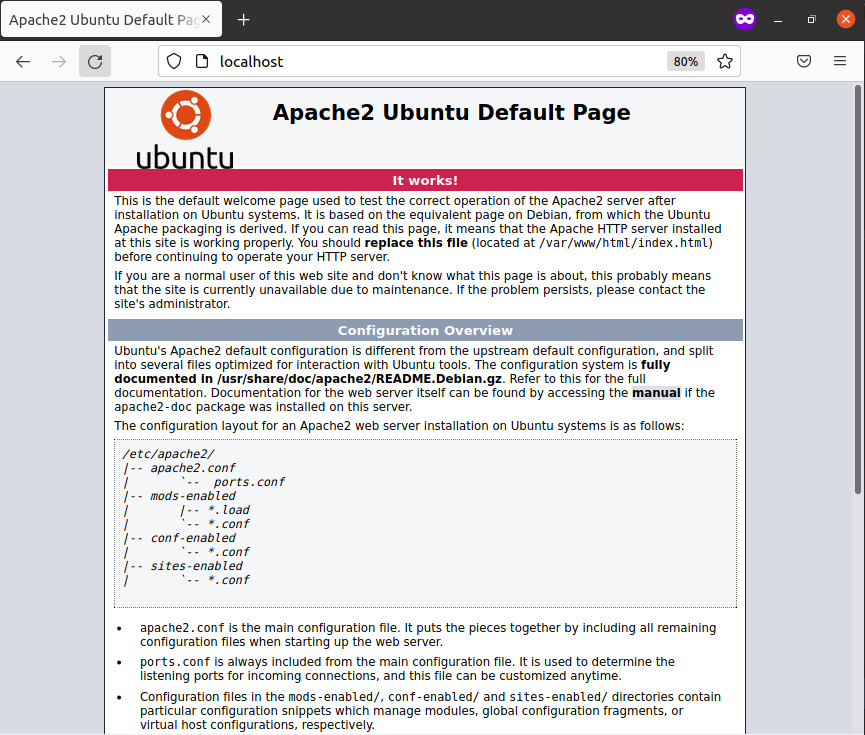 Apache2 Ubuntu Default Pag
localhost
80%
ubuntu
Apache2 Ubuntu Default Page
It works!
This is the default welcome page used to test the correct operation of the Apache2 server after
installation on Ubuntu systems. It is based on the equivalent page on Debian, from which the Ubuntu
Apache packaging is derived. If you can read this page, it means that the Apache HTTP server installed
at this site is working properly. You should replace this file (located at /var/www/html/index.html)
before continuing to operate your HTTP server.
If you are a normal user of this web site and don't know what this page is about, this probably means
that the site is currently unavailable due to maintenance. If the problem persists, please contact the
site's administrator.
Configuration Overview
Ubuntu's Apache2 default configuration is different from the upstream default configuration, and split
into several files optimized for interaction with Ubuntu tools. The configuration system is fully
documented in /usr/share/doc/apache2/README.Debian.gz. Refer to this for the full
documentation. Documentation for the web server itself can be found by accessing the manual if the
apache2-doc package was installed on this server.
The configuration layout for an Apache2 web server installation on Ubuntu systems is as follows:
/etc/apache2/
|-- apache2.conf
|       `--  ports.conf
|-- mods-enabled
|       |-- *.load
|       `-- *.conf
|-- conf-enabled
|       `-- *.conf
|-- sites-enabled
|       `-- *.conf
• apache2.conf is the main configuration file. It puts the pieces together by including all remaining
configuration files when starting up the web server.
• ports.conf is always included from the main configuration file. It is used to determine the
listening ports for incoming connections, and this file can be customized anytime.
• Configuration files in the mods-enabled/, conf-enabled/ and sites-enabled/ directories contain
particular configuration snippets which manage modules, global configuration fragments, or
virtual host configurations, respectively.